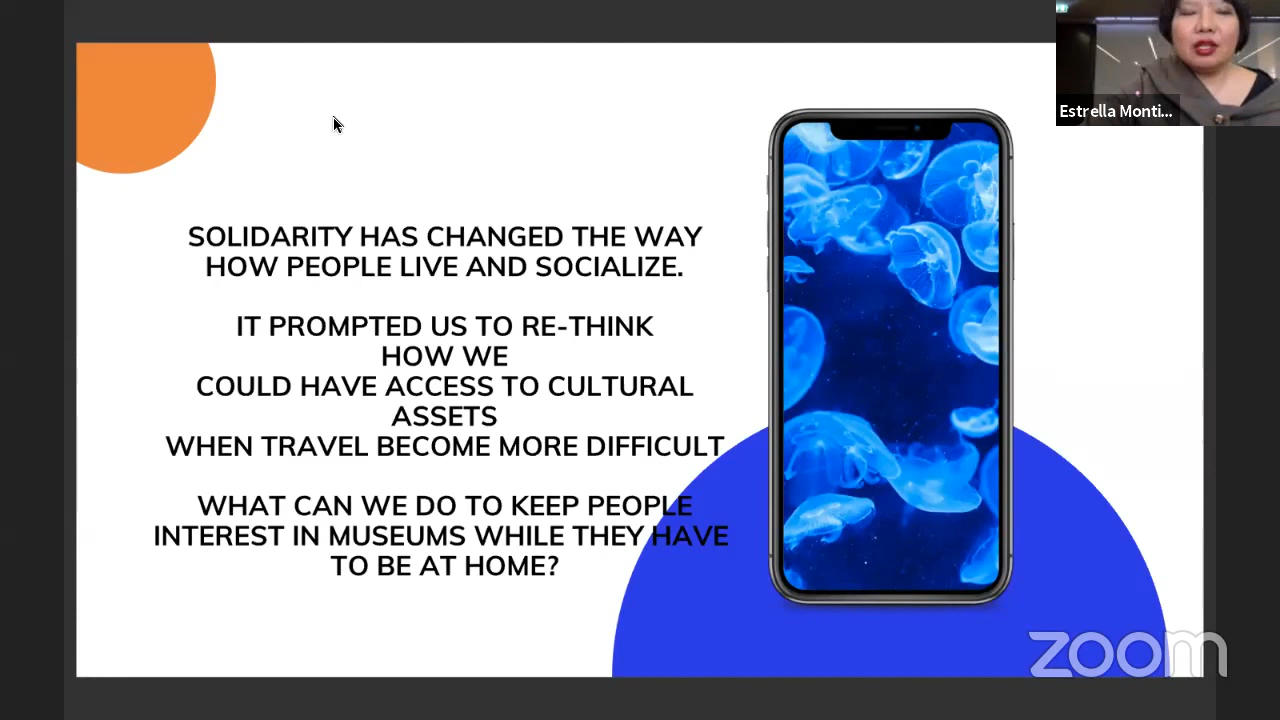 Estrella Monti...
SOLIDARITY HAS CHANGED THE WAY
HOW PEOPLE LIVE AND SOCIALIZE.
IT PROMPTED US TO RE-THINK
HOW WE
COULD HAVE ACCESS TO CULTURAL
ASSETS
WHEN TRAVEL BECOME MORE DIFFICULT
WHAT CAN WE DO TO KEEP PEOPLE
INTEREST IN MUSEUMS WHILE THEY HAVE
TO BE AT HOME?
zoom